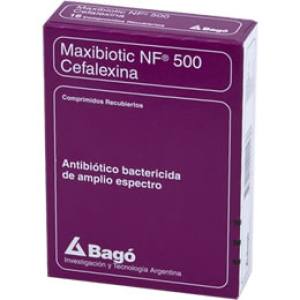 Maxibiotic NF® 500
Cefalexina
Comprimidos Recubiertos
Antibiótico bactericida
de amplio espectro
Bagó
Investigación y Tecnología Argentina